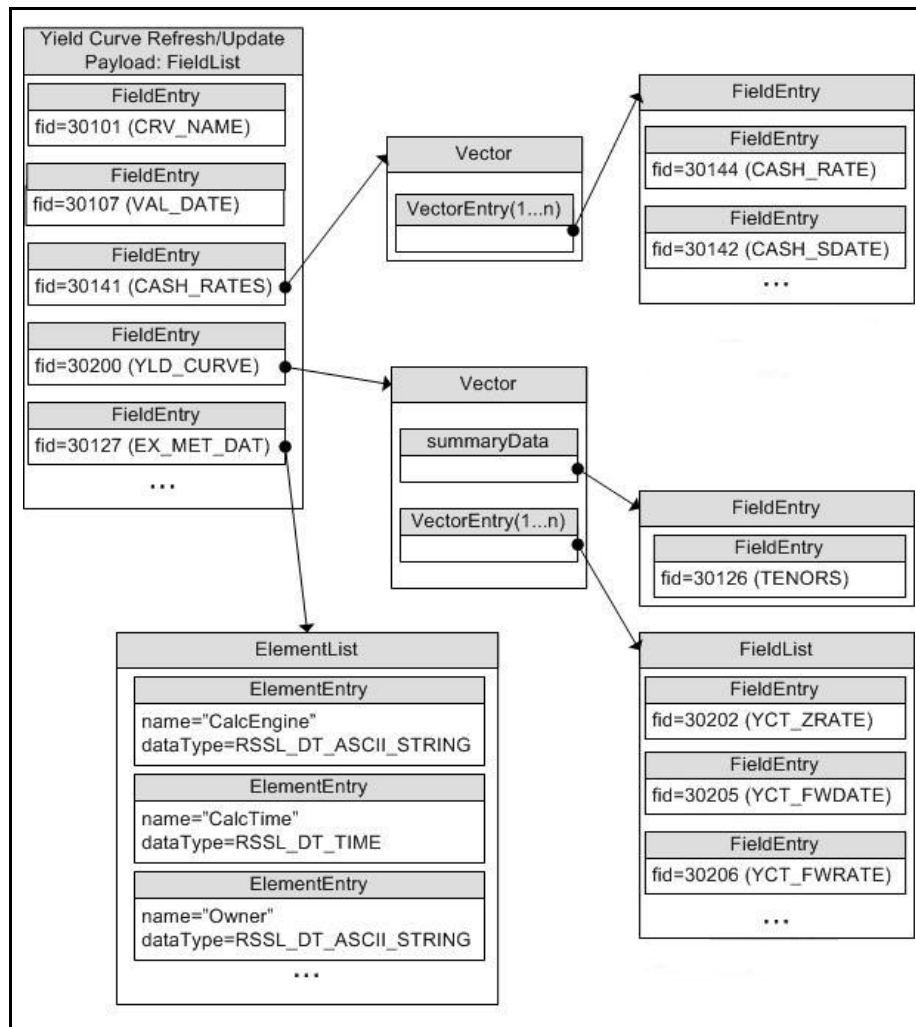 Yield Curve Refresh/Update
Payload: FieldList
FieldEntry
fid=30101 (CRV_NAME)
FieldEntry
fid=30107 (VAL_DATE)
FieldEntry
fid=30141 (CASH_RATES)
FieldEntry
fid=30200 (YLD_CURVE)
FieldEntry
fid=30127 (EX_MET_DAT)
...
Vector
VectorEntry(1...n)
FieldEntry
FieldEntry
fid=30144 (CASH_RATE)
FieldEntry
fid=30142 (CASH_SDATE)
...
Vector
summaryData
VectorEntry(1...n)
FieldEntry
FieldEntry
fid=30126 (TENORS)
ElementList
ElementEntry
name="CalcEngine"
dataType=RSSL_DT_ASCII_STRING
ElementEntry
name="CalcTime"
dataType=RSSL_DT_TIME
ElementEntry
name="Owner"
dataType=RSSL_DT_ASCII_STRING
...
FieldList
FieldEntry
fid=30202 (YCT_ZRATE)
FieldEntry
fid=30205 (YCT_FWDATE)
FieldEntry
fid=30206 (YCT_FWRATE)
...